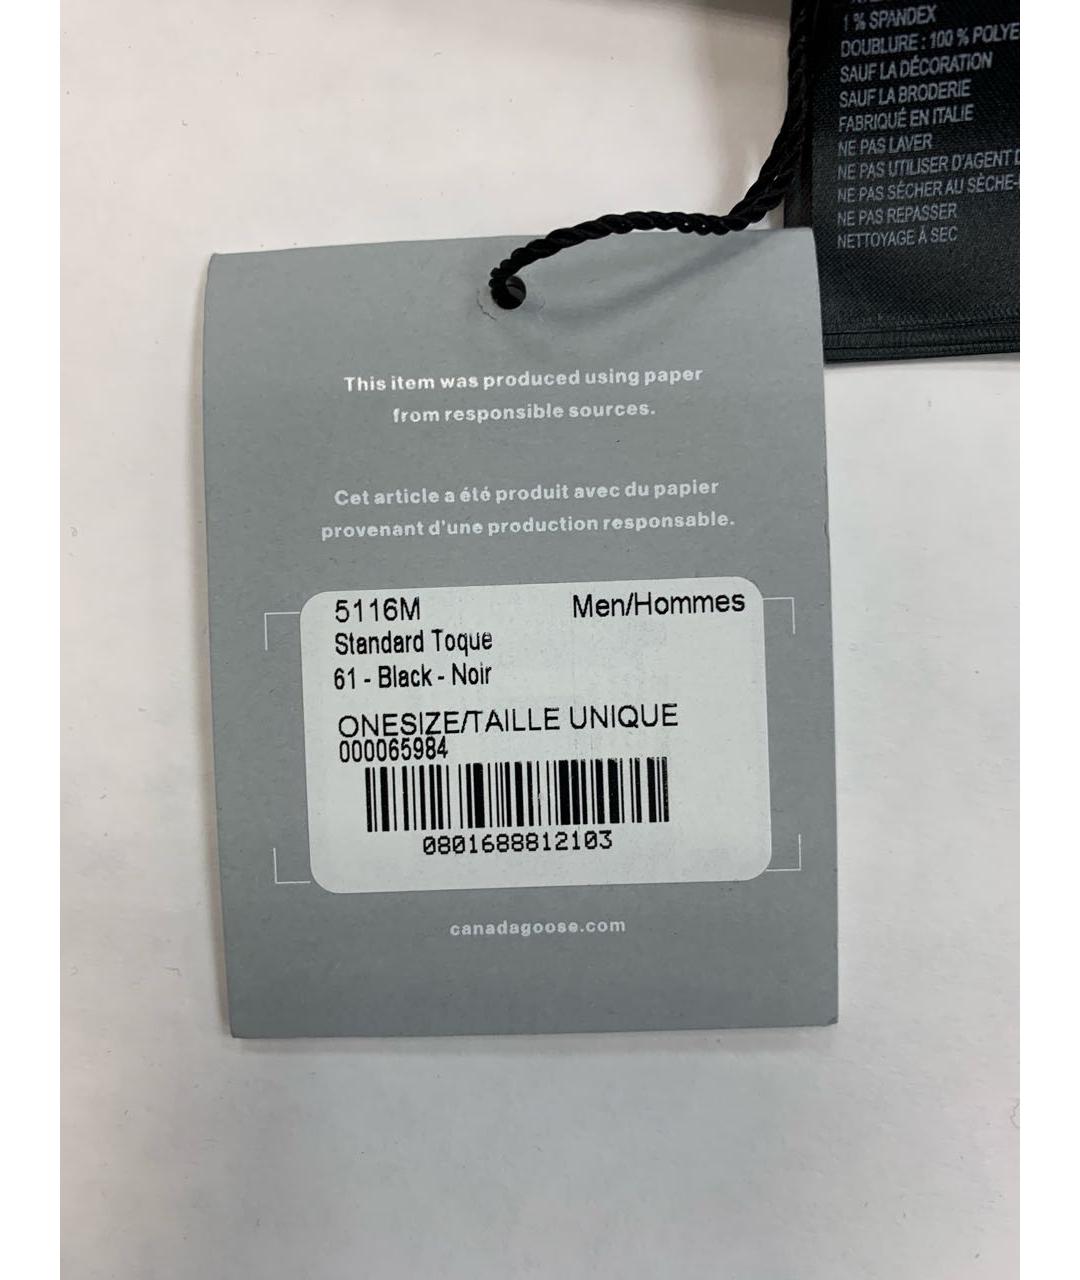 1 % SPANDEX
DOUBLURE : 100 % POLYE
SAUF LA DÉCORATION
SAUF LA BRODERIE
FABRIQUÉ EN ITALIE
NE PAS LAVER
NE PAS UTILISER D'AGENT D
NE PAS SÉCHER AU SÈCHE-
NE PAS REPASSER
NETTOYAGE À SEC
This item was produced using paper
from responsible sources.
Cet article a été produit avec du papier
provenant d'une production responsable.
5116M Men/Hommes
Standard Toque
61 - Black - Noir
ONESIZE/TAILLE UNIQUE
000065984
0801688812103
canadagoose.com